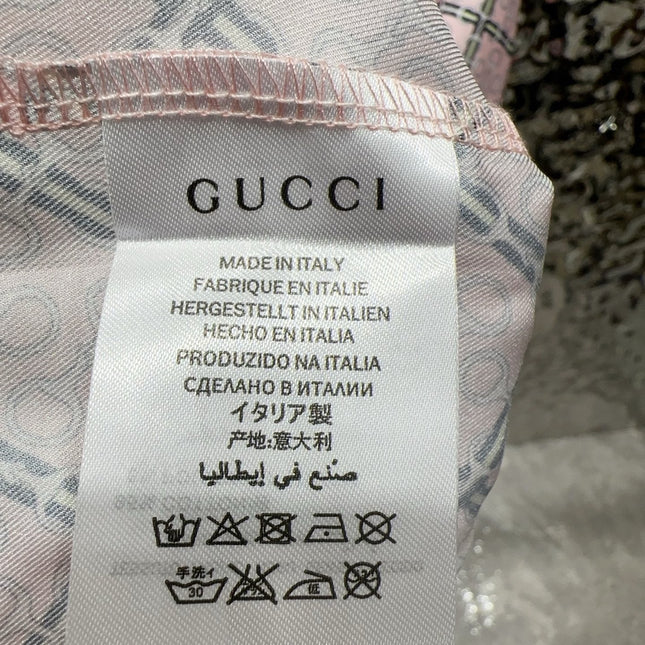 GUCCI
MADE IN ITALY
FABRIQUE EN ITALIE
HERGESTELLT IN ITALIEN
HECHO EN ITALIA
PRODUZIDO NA ITALIA
СДЕЛАНО В ИТАЛИИ
イタリア製
产地:意大利
صنع في إيطاليا
手洗イ
30 低